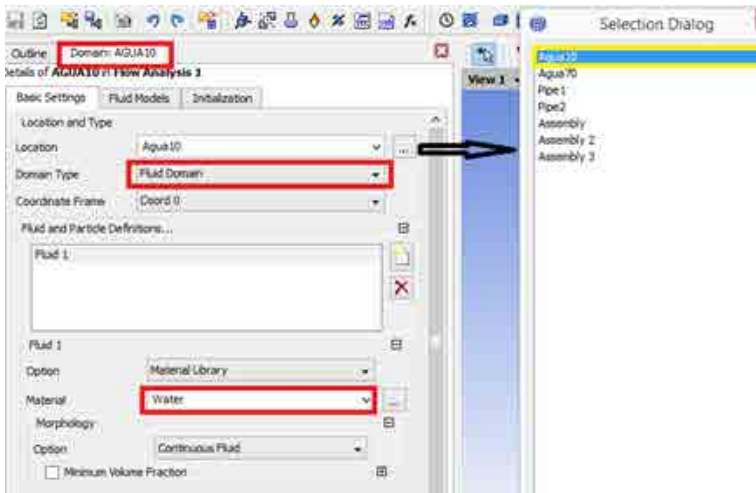 Selection Dialog
Outline Domain: AGUA10
Details of AGUA10 in Flow Analysis 1
View 1
Basic Settings Fluid Models Initialization
Location and Type
Location Agua10 ...
Domain Type Fluid Domain
Coordinate Frame Coord 0
Fluid and Particle Definitions...
Fluid 1
Fluid 1
Option Material Library
Material Water ...
Morphology
Option Continuous Fluid
Minimum Volume Fraction
Agua10
Agua70
Pipe1
Pipe2
Assembly
Assembly 2
Assembly 3